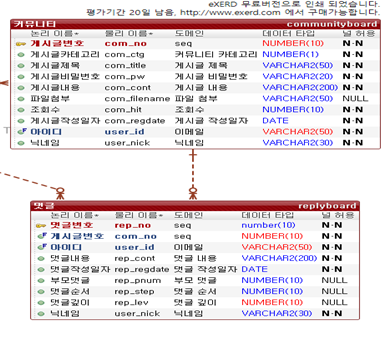 eXERD 무료버전으로 인쇄 되었습니다.
평가기간 20일 남음, http://www.exerd.com 에서 구매가능합니다.
커뮤니티 communityboard
논리 이름 물리 이름 도메인 데이터 타입 널 허용
게시글번호 com_no seq NUMBER(10) N-N
게시글카테고리 com_ctg 커뮤니티 카테고리 NUMBER(1) N-N
게시글제목 com_title 게시글 제목 VARCHAR2(50) N-N
게시글비밀번호 com_pw 게시글 비밀번호 VARCHAR2(20) N-N
게시글내용 com_cont 게시글 내용 VARCHAR2(200) N-N
파일첨부 com_filename 파일 첨부 VARCHAR2(50) NULL
조회수 com_hit 조회수 NUMBER(10) N-N
게시글작성일자 com_regdate 게시글 작성일자 DATE N-N
아이디 user_id 이메일 VARCHAR2(50) N-N
닉네임 user_nick 닉네임 VARCHAR2(30) N-N
댓글 replyboard
논리 이름 물리 이름 도메인 데이터 타입 널 허용
댓글번호 rep_no seq number(10) N-N
게시글번호 com_no seq NUMBER(10) N-N
아이디 user_id 이메일 VARCHAR2(50) N-N
댓글내용 rep_cont 댓글 내용 VARCHAR2(200) N-N
댓글작성일자 rep_regdate 댓글 작성일자 DATE N-N
부모댓글 rep_pnum 부모 댓글 NUMBER(10) NULL
댓글순서 rep_step 댓글 순서 NUMBER(10) NULL
댓글깊이 rep_lev 댓글 깊이 NUMBER(10) NULL
닉네임 user_nick 닉네임 VARCHAR2(30) N-N